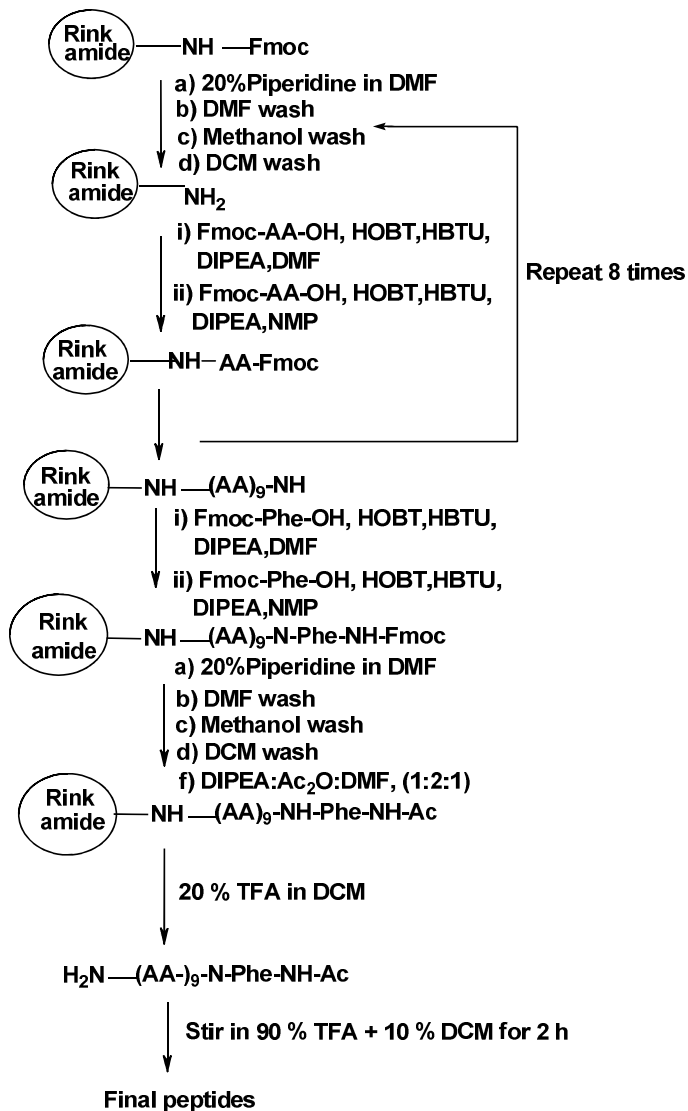 Rink
amide
NH
Fmoc
a) 20%Piperidine in DMF
b) DMF wash
c) Methanol wash
d) DCM wash
Rink
amide
NH2
i) Fmoc-AA-OH, HOBT,HBTU,
DIPEA,DMF
ii) Fmoc-AA-OH, HOBT,HBTU,
DIPEA,NMP
Repeat 8 times
Rink
amide
NH AA-Fmoc
Rink
amide
NH (AA)9-NH
i) Fmoc-Phe-OH, HOBT,HBTU,
DIPEA,DMF
ii) Fmoc-Phe-OH, HOBT,HBTU,
DIPEA,NMP
Rink
amide
NH (AA)9-N-Phe-NH-Fmoc
a) 20%Piperidine in DMF
b) DMF wash
c) Methanol wash
d) DCM wash
f) DIPEA:Ac2O:DMF, (1:2:1)
Rink
amide
NH (AA)9-NH-Phe-NH-Ac
20 % TFA in DCM
H2N (AA-)9-N-Phe-NH-Ac
Stir in 90 % TFA + 10 % DCM for 2 h
Final peptides